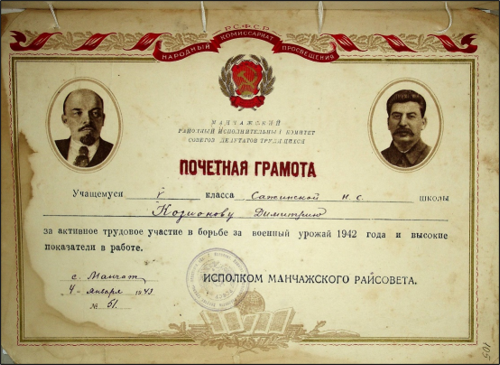 РСФСР
НАРОДНЫЙ КОМИССАРИАТ ПРОСВЕЩЕНИЯ
МАНЧАЖСКИЙ
РАЙОННЫЙ ИСПОЛНИТЕЛЬНЫЙ КОМИТЕТ
СОВЕТОВ ДЕПУТАТОВ ТРУДЯЩИХСЯ
ПОЧЕТНАЯ ГРАМОТА
Учащемуся V класса Сажинской н.с. школы
Козионову Димитрию
за активное трудовое участие в борьбе за военный урожай 1942 года и высокие
показатели в работе.
с. Манчаж
4 января 1943
№ 51.
ИСПОЛКОМ МАНЧАЖСКОГО РАЙСОВЕТА.
105